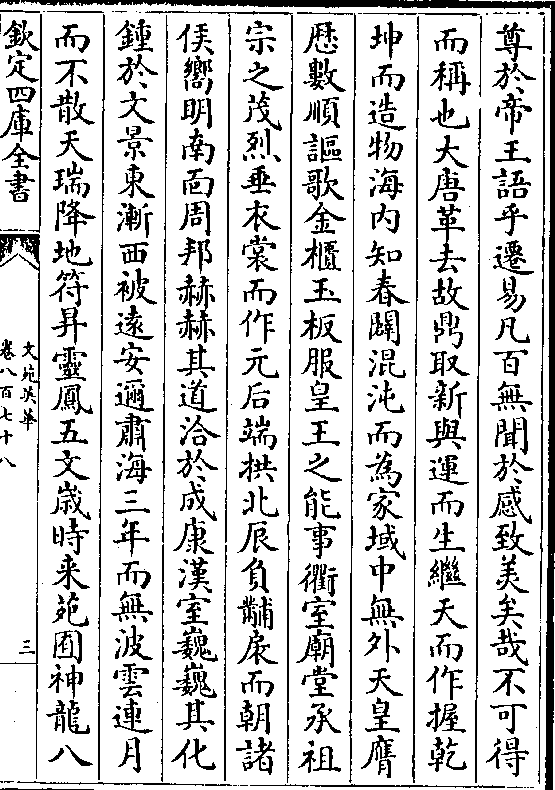 尊於帝王語乎遷易凡百無聞於感致美矣哉不可得
而稱也大唐革去故鼎取新與運而生繼天而作握乾
坤而造物海内知春闢混沌而為家域中無外天皇膺
厯數順謳歌金櫃玉板服皇王之能事衢室廟堂承祖
宗之茂烈垂衣裳而作元后端拱北辰負黼扆而朝諸
侯嚮明南面周邦赫赫其道洽於成康漢室巍巍其化
鍾於文景東漸西被遠安邇肅海三年而無波雲連月
而不散天瑞降地符昇靈鳳五文嵗時来苑囿神龍八
欽定四庫全書
文苑英華
卷八百七十八
三